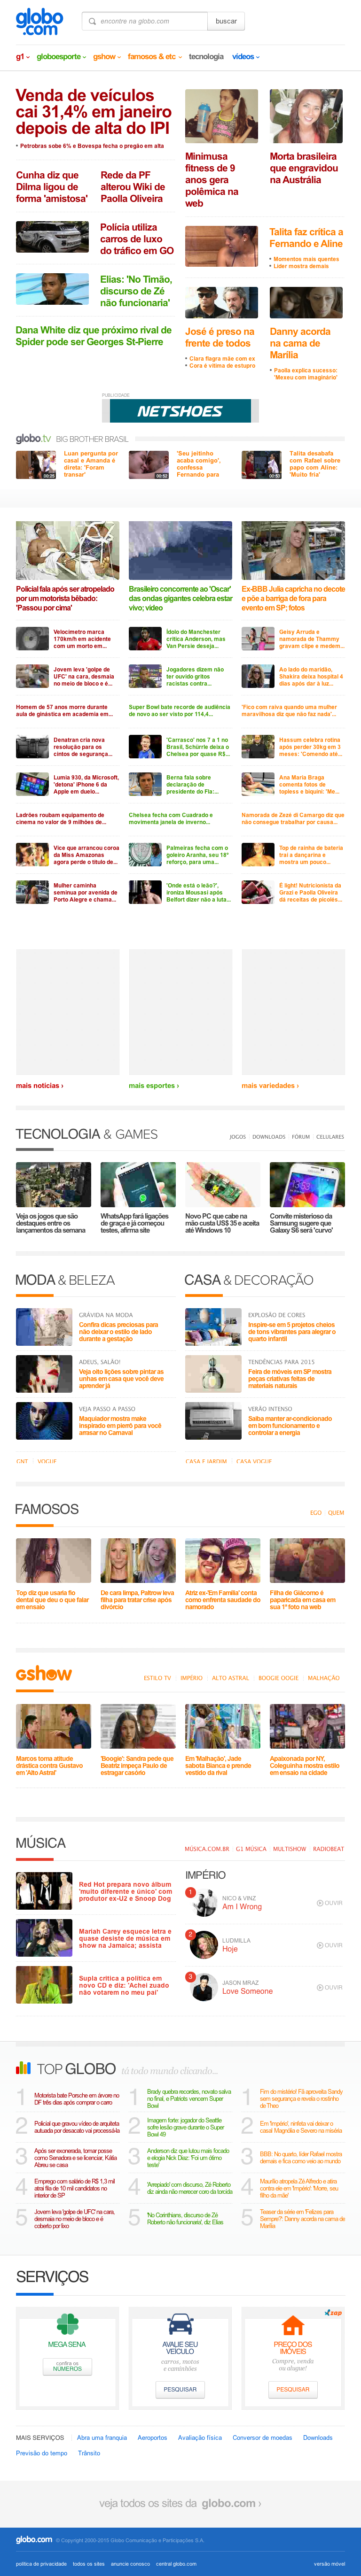 globo
.com
encontre na globo.com
buscar
g1 globoesporte gshow famosos & etc tecnologia vídeos
Venda de veículos
cai 31,4% em janeiro
depois de alta do IPI
• Petrobras sobe 6% e Bovespa fecha o pregão em alta
Cunha diz que
Dilma ligou de
forma 'amistosa'
Rede da PF
alterou Wiki de
Paolla Oliveira
Polícia utiliza
carros de luxo
do tráfico em GO
Elias: 'No Timão,
discurso de Zé
não funcionaria'
Dana White diz que próximo rival de
Spider pode ser Georges St-Pierre
Minimusa
fitness de 9
anos gera
polêmica na
web
Morta brasileira
que engravidou
na Austrália
Talita faz crítica a
Fernando e Aline
• Momentos mais quentes
• Líder mostra demais
José é preso na
frente de todos
• Clara flagra mãe com ex
• Cora é vítima de estupro
Danny acorda
na cama de
Marília
• Paolla explica sucesso:
'Mexeu com imaginário'
PUBLICIDADE
NETSHOES
globo.tv BIG BROTHER BRASIL
Luan pergunta por
casal e Amanda é
direta: 'Foram
transar'
'Seu jeitinho
acaba comigo',
confessa
Fernando para
Talita desabafa
com Rafael sobre
papo com Aline:
'Muito fria'
Policial fala após ser atropelado
por um motorista bêbado:
'Passou por cima'
Brasileiro concorrente ao 'Oscar'
das ondas gigantes celebra estar
vivo; vídeo
Ex-BBB Julia capricha no decote
e põe a barriga de fora para
evento em SP; fotos
Velocímetro marca
170km/h em acidente
com um morto em...
Ídolo do Manchester
critica Anderson, mas
Van Persie deseja...
Geisy Arruda e
namorada de Thammy
gravam clipe e medem...
Jovem leva 'golpe de
UFC' na cara, desmaia
no meio de bloco e é...
Jogadores dizem não
ter ouvido gritos
racistas contra...
Ao lado do maridão,
Shakira deixa hospital 4
dias após dar à luz...
Homem de 57 anos morre durante
aula de ginástica em academia em...
Super Bowl bate recorde de audiência
de novo ao ser visto por 114,4...
'Fico com raiva quando uma mulher
maravilhosa diz que não faz nada'...
Denatran cria nova
resolução para os
cintos de segurança...
'Carrasco' nos 7 a 1 no
Brasil, Schürrle deixa o
Chelsea por quase R$...
Hassum celebra rotina
após perder 30kg em 3
meses: 'Comendo até...
Lumia 930, da Microsoft,
'detona' iPhone 6 da
Apple em duelo...
Berna fala sobre
declaração de
presidente do Fla:...
Ana Maria Braga
comenta fotos de
topless e biquíni: 'Me...
Ladrões roubam equipamento de
cinema no valor de 9 milhões de...
Chelsea fecha com Cuadrado e
movimenta janela de inverno...
Namorada de Zezé di Camargo diz que
não consegue trabalhar por causa...
Vice que arrancou coroa
da Miss Amazonas
agora perde o título de...
Palmeiras fecha com o
goleiro Aranha, seu 18º
reforço, para uma...
Top de rainha de bateria
trai a dançarina e
mostra um pouco...
Mulher caminha
seminua por avenida de
Porto Alegre e chama...
'Onde está o leão?',
ironiza Mousasi após
Belfort dizer não a luta...
É light! Nutricionista da
Grazi e Paolla Oliveira
dá receitas de picolés...
mais notícias ›
mais esportes ›
mais variedades ›
TECNOLOGIA & GAMES
JOGOS DOWNLOADS FÓRUM CELULARES
Veja os jogos que são
destaques entre os
lançamentos da semana
WhatsApp fará ligações
de graça e já começou
testes, afirma site
Novo PC que cabe na
mão custa US$ 35 e aceita
até Windows 10
Convite misterioso da
Samsung sugere que
Galaxy S6 será 'curvo'
MODA & BELEZA
CASA & DECORAÇÃO
GRÁVIDA NA MODA
Confira dicas preciosas para
não deixar o estilo de lado
durante a gestação
EXPLOSÃO DE CORES
Inspire-se em 5 projetos cheios
de tons vibrantes para alegrar o
quarto infantil
ADEUS, SALÃO!
Veja oito lições sobre pintar as
unhas em casa que você deve
aprender já
TENDÊNCIAS PARA 2015
Feira de móveis em SP mostra
peças criativas feitas de
materiais naturais
VEJA PASSO A PASSO
Maquiador mostra make
inspirado em pierrô para você
arrasar no Carnaval
VERÃO INTENSO
Saiba manter ar-condicionado
em bom funcionamento e
controlar a energia
GNT VOGUE
CASA E JARDIM CASA VOGUE
FAMOSOS
EGO QUEM
Top diz que usaria fio
dental que deu o que falar
em ensaio
De cara limpa, Paltrow leva
filha para tratar crise após
divórcio
Atriz ex-'Em Família' conta
como enfrenta saudade do
namorado
Filha de Giácomo é
paparicada em casa em
sua 1ª foto na web
gshow
ESTILO TV IMPÉRIO ALTO ASTRAL BOOGIE OOGIE MALHAÇÃO
Marcos toma atitude
drástica contra Gustavo
em 'Alto Astral'
'Boogie': Sandra pede que
Beatriz impeça Paulo de
estragar casório
Em 'Malhação', Jade
sabota Bianca e prende
vestido da rival
Apaixonada por NY,
Coleguinha mostra estilo
em ensaio na cidade
MÚSICA
MÚSICA.COM.BR G1 MÚSICA MULTISHOW RADIOBEAT
Red Hot prepara novo álbum
'muito diferente e único' com
produtor ex-U2 e Snoop Dog
Mariah Carey esquece letra e
quase desiste de música em
show na Jamaica; assista
Supla critica a política em
novo CD e diz: 'Achei zuado
não votarem no meu pai'
IMPÉRIO
1
NICO & VINZ
Am I Wrong
OUVIR
2
LUDMILLA
Hoje
OUVIR
3
JASON MRAZ
Love Someone
OUVIR
TOP GLOBO tá todo mundo clicando...
1 Motorista bate Porsche em árvore no
DF três dias após comprar o carro
1 Brady quebra recordes, novato salva
no final, e Patriots vencem Super
Bowl
1 Fim do mistério! Fã aproveita Sandy
sem segurança e revela o rostinho
de Theo
2 Policial que gravou vídeo de arquiteta
autuada por desacato vai processá-la
2 Imagem forte: jogador do Seattle
sofre lesão grave durante o Super
Bowl 49
2 Em 'Império', ninfeta vai deixar o
casal Magnólia e Severo na miséria
3 Após ser exonerada, Iomar posse
como Senadora e se licenciar, Kátia
Abreu se casa
3 Anderson diz que lutou mais focado
e elogia Nick Diaz: 'Foi um ótimo
teste'
3 BBB: No quarto, líder Rafael mostra
demais e fica como veio ao mundo
4 Emprego com salário de R$ 1,3 mil
atrai fila de 10 mil candidatos no
interior de SP
4 'Arrepiado' com discurso, Zé Roberto
diz ainda não merecer coro da torcida
4 Maurílio atropela Zé Alfredo e atira
contra ele em 'Império': 'Morre, seu
filho da mãe'
5 Jovem leva 'golpe de UFC' na cara,
desmaia no meio de bloco e é
coberto por lixo
5 'No Corinthians, discurso de Zé
Roberto não funcionaria', diz Elias
5 Teaser da série em 'Felizes para
Sempre?': Danny acorda na cama de
Marília
SERVIÇOS
MEGA SENA
confira os
NÚMEROS
AVALIE SEU
VEÍCULO
carros, motos
e caminhões
PESQUISAR
zap
PREÇO DOS
IMÓVEIS
Compre, venda
ou alugue!
PESQUISAR
MAIS SERVIÇOS Abra uma franquia Aeroportos Avaliação física Conversor de moedas Downloads
Previsão do tempo Trânsito
veja todos os sites da globo.com ›
globo.com © Copyright 2000-2015 Globo Comunicação e Participações S.A.
política de privacidade todos os sites anuncie conosco central globo.com versão móvel